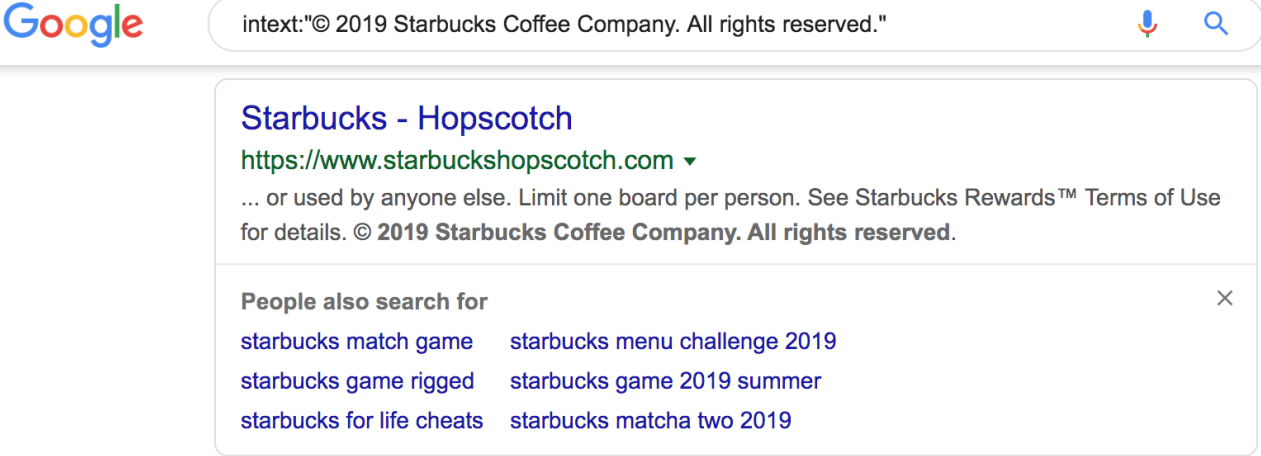 Google
intext:"© 2019 Starbucks Coffee Company. All rights reserved."
Starbucks - Hopscotch
https://www.starbuckshopscotch.com
... or used by anyone else. Limit one board per person. See Starbucks Rewards™ Terms of Use
for details. © 2019 Starbucks Coffee Company. All rights reserved.
People also search for
starbucks match game starbucks menu challenge 2019
starbucks game rigged starbucks game 2019 summer
starbucks for life cheats starbucks matcha two 2019